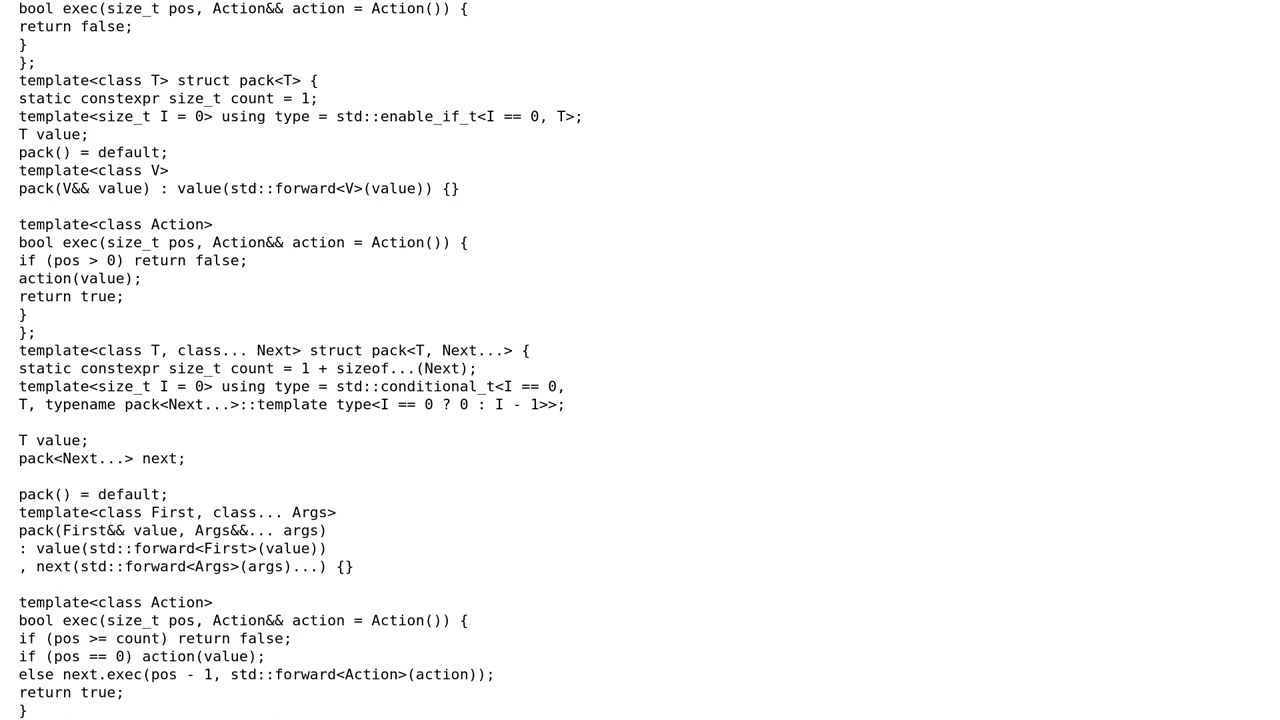 bool exec(size_t pos, Action&& action = Action()) {
return false;
}
};
template<class T> struct pack<T> {
static constexpr size_t count = 1;
template<size_t I = 0> using type = std::enable_if_t<I == 0, T>;
T value;
pack() = default;
template<class V>
pack(V&& value) : value(std::forward<V>(value)) {}

template<class Action>
bool exec(size_t pos, Action&& action = Action()) {
if (pos > 0) return false;
action(value);
return true;
}
};
template<class T, class... Next> struct pack<T, Next...> {
static constexpr size_t count = 1 + sizeof...(Next);
template<size_t I = 0> using type = std::conditional_t<I == 0,
T, typename pack<Next...>::template type<I == 0 ? 0 : I - 1>>;

T value;
pack<Next...> next;

pack() = default;
template<class First, class... Args>
pack(First&& value, Args&&... args)
: value(std::forward<First>(value))
, next(std::forward<Args>(args)...) {}

template<class Action>
bool exec(size_t pos, Action&& action = Action()) {
if (pos >= count) return false;
if (pos == 0) action(value);
else next.exec(pos - 1, std::forward<Action>(action));
return true;
}